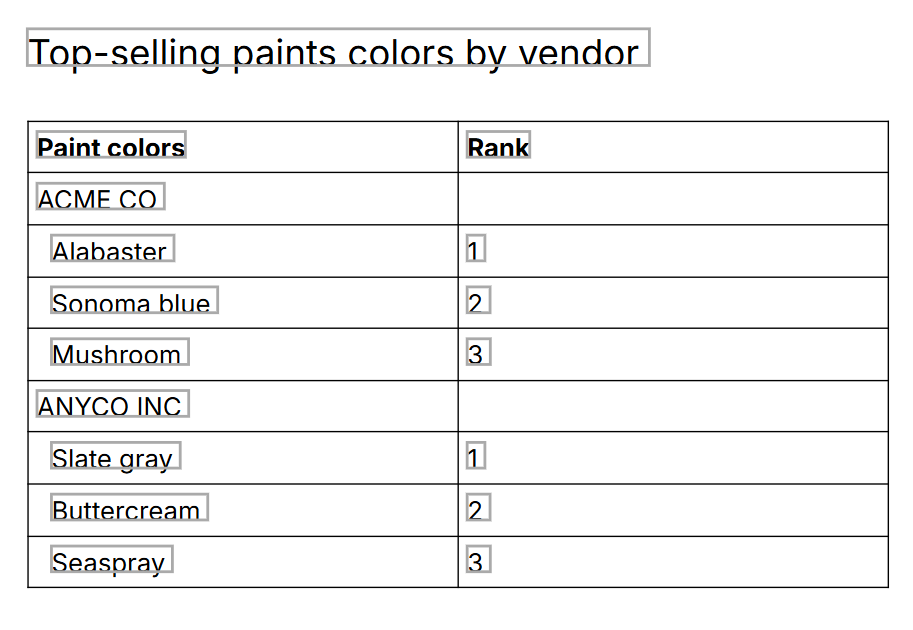 Top-selling paints colors by vendor
Paint colors Rank
ACME CO
Alabaster 1
Sonoma blue 2
Mushroom 3
ANYCO INC
Slate gray 1
Buttercream 2
Seaspray 3